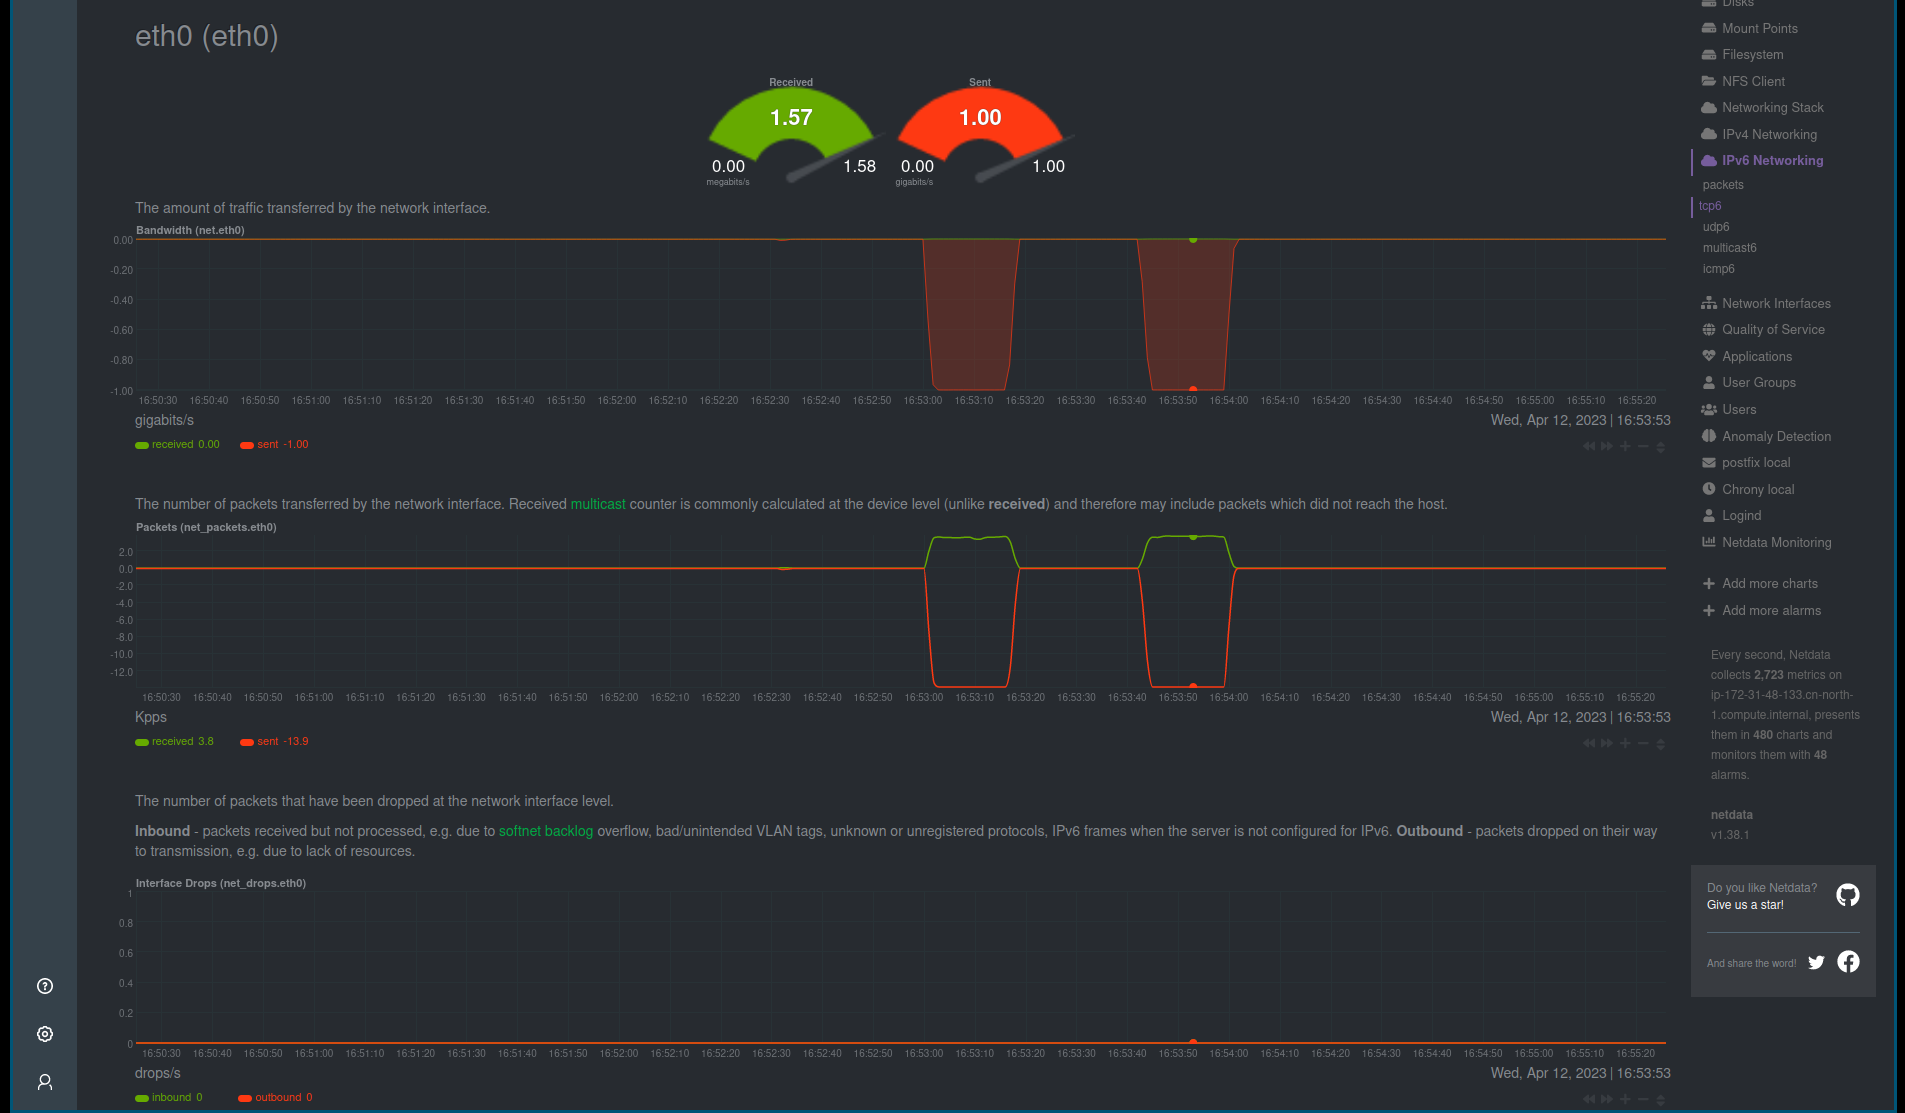 eth0 (eth0)
Received
1.57
0.00
1.58
megabits/s
Sent
1.00
0.00
1.00
gigabits/s
The amount of traffic transferred by the network interface.
Bandwidth (net.eth0)
0.00
-0.20
-0.40
-0.60
-0.80
-1.00
16:50:30 16:50:40 16:50:50 16:51:00 16:51:10 16:51:20 16:51:30 16:51:40 16:51:50 16:52:00 16:52:10 16:52:20 16:52:30 16:52:40 16:52:50 16:53:00 16:53:10 16:53:20 16:53:30 16:53:40 16:53:50 16:54:00 16:54:10 16:54:20 16:54:30 16:54:40 16:54:50 16:55:00 16:55:10 16:55:20
gigabits/s
Wed, Apr 12, 2023 | 16:53:53
received 0.00 sent -1.00
The number of packets transferred by the network interface. Received multicast counter is commonly calculated at the device level (unlike received) and therefore may include packets which did not reach the host.
Packets (net_packets.eth0)
2.0
0.0
-2.0
-4.0
-6.0
-8.0
-10.0
-12.0
16:50:30 16:50:40 16:50:50 16:51:00 16:51:10 16:51:20 16:51:30 16:51:40 16:51:50 16:52:00 16:52:10 16:52:20 16:52:30 16:52:40 16:52:50 16:53:00 16:53:10 16:53:20 16:53:30 16:53:40 16:53:50 16:54:00 16:54:10 16:54:20 16:54:30 16:54:40 16:54:50 16:55:00 16:55:10 16:55:20
Kpps
Wed, Apr 12, 2023 | 16:53:53
received 3.8 sent -13.9
The number of packets that have been dropped at the network interface level.
Inbound - packets received but not processed, e.g. due to softnet backlog overflow, bad/unintended VLAN tags, unknown or unregistered protocols, IPv6 frames when the server is not configured for IPv6. Outbound - packets dropped on their way
to transmission, e.g. due to lack of resources.
Interface Drops (net_drops.eth0)
1
0.8
0.6
0.4
0.2
0
16:50:30 16:50:40 16:50:50 16:51:00 16:51:10 16:51:20 16:51:30 16:51:40 16:51:50 16:52:00 16:52:10 16:52:20 16:52:30 16:52:40 16:52:50 16:53:00 16:53:10 16:53:20 16:53:30 16:53:40 16:53:50 16:54:00 16:54:10 16:54:20 16:54:30 16:54:40 16:54:50 16:55:00 16:55:10 16:55:20
drops/s
Wed, Apr 12, 2023 | 16:53:53
inbound 0 outbound 0
Disks
Mount Points
Filesystem
NFS Client
Networking Stack
IPv4 Networking
IPv6 Networking
packets
tcp6
udp6
multicast6
icmp6
Network Interfaces
Quality of Service
Applications
User Groups
Users
Anomaly Detection
postfix local
Chrony local
Logind
Netdata Monitoring
Add more charts
Add more alarms
Every second, Netdata
collects 2,723 metrics on
ip-172-31-48-133.cn-north-
1.compute.internal, presents
them in 480 charts and
monitors them with 48
alarms.
netdata
v1.38.1
Do you like Netdata?
Give us a star!
And share the word!